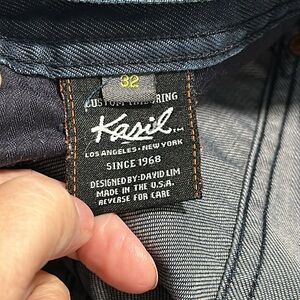 32
CUSTOM TAILORING
Kasil™
LOS ANGELES • NEW YORK
SINCE 1968
DESIGNED BY: DAVID LIM
MADE IN THE U.S.A.
REVERSE FOR CARE